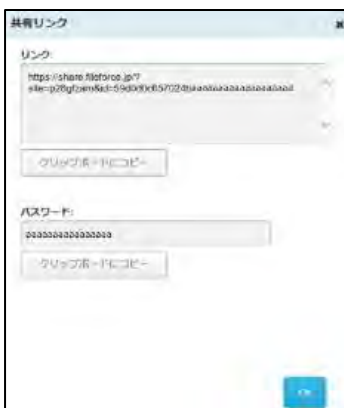 共有リンク
リンク:
https://share.fileforce.jp/?
クリップボードにコピー
パスワード:
クリップボードにコピー
OK